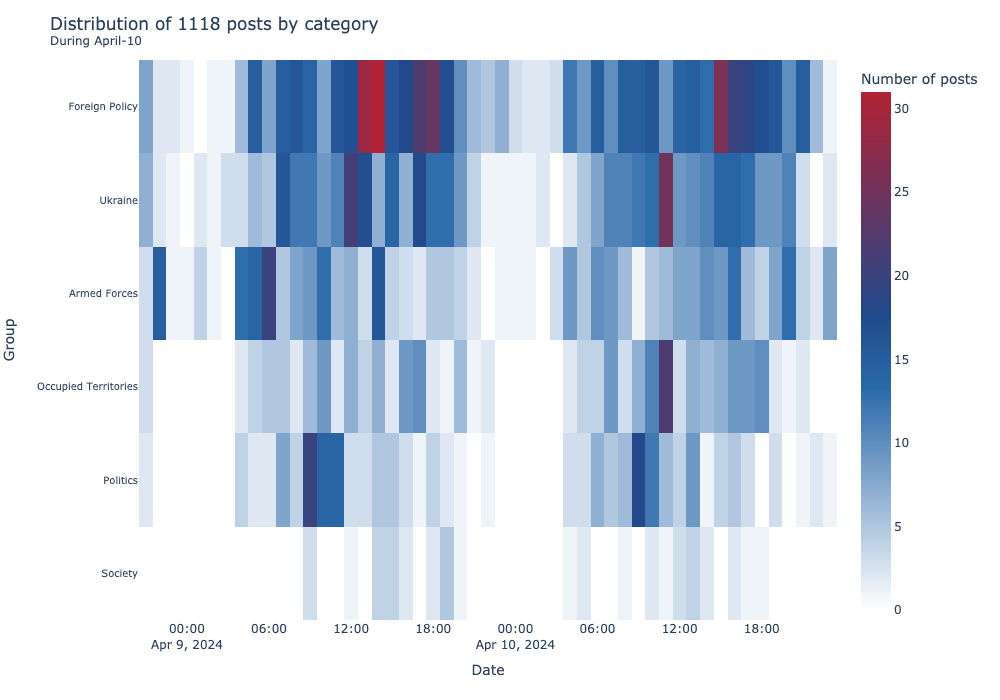 Distribution of 1118 posts by category
During April-10
Number of posts
Foreign Policy
Ukraine
Armed Forces
Occupied Territories
Politics
Society
Group
30
25
20
15
10
5
0
00:00 06:00 12:00 18:00 00:00 06:00 12:00 18:00
Apr 9, 2024 Apr 10, 2024
Date